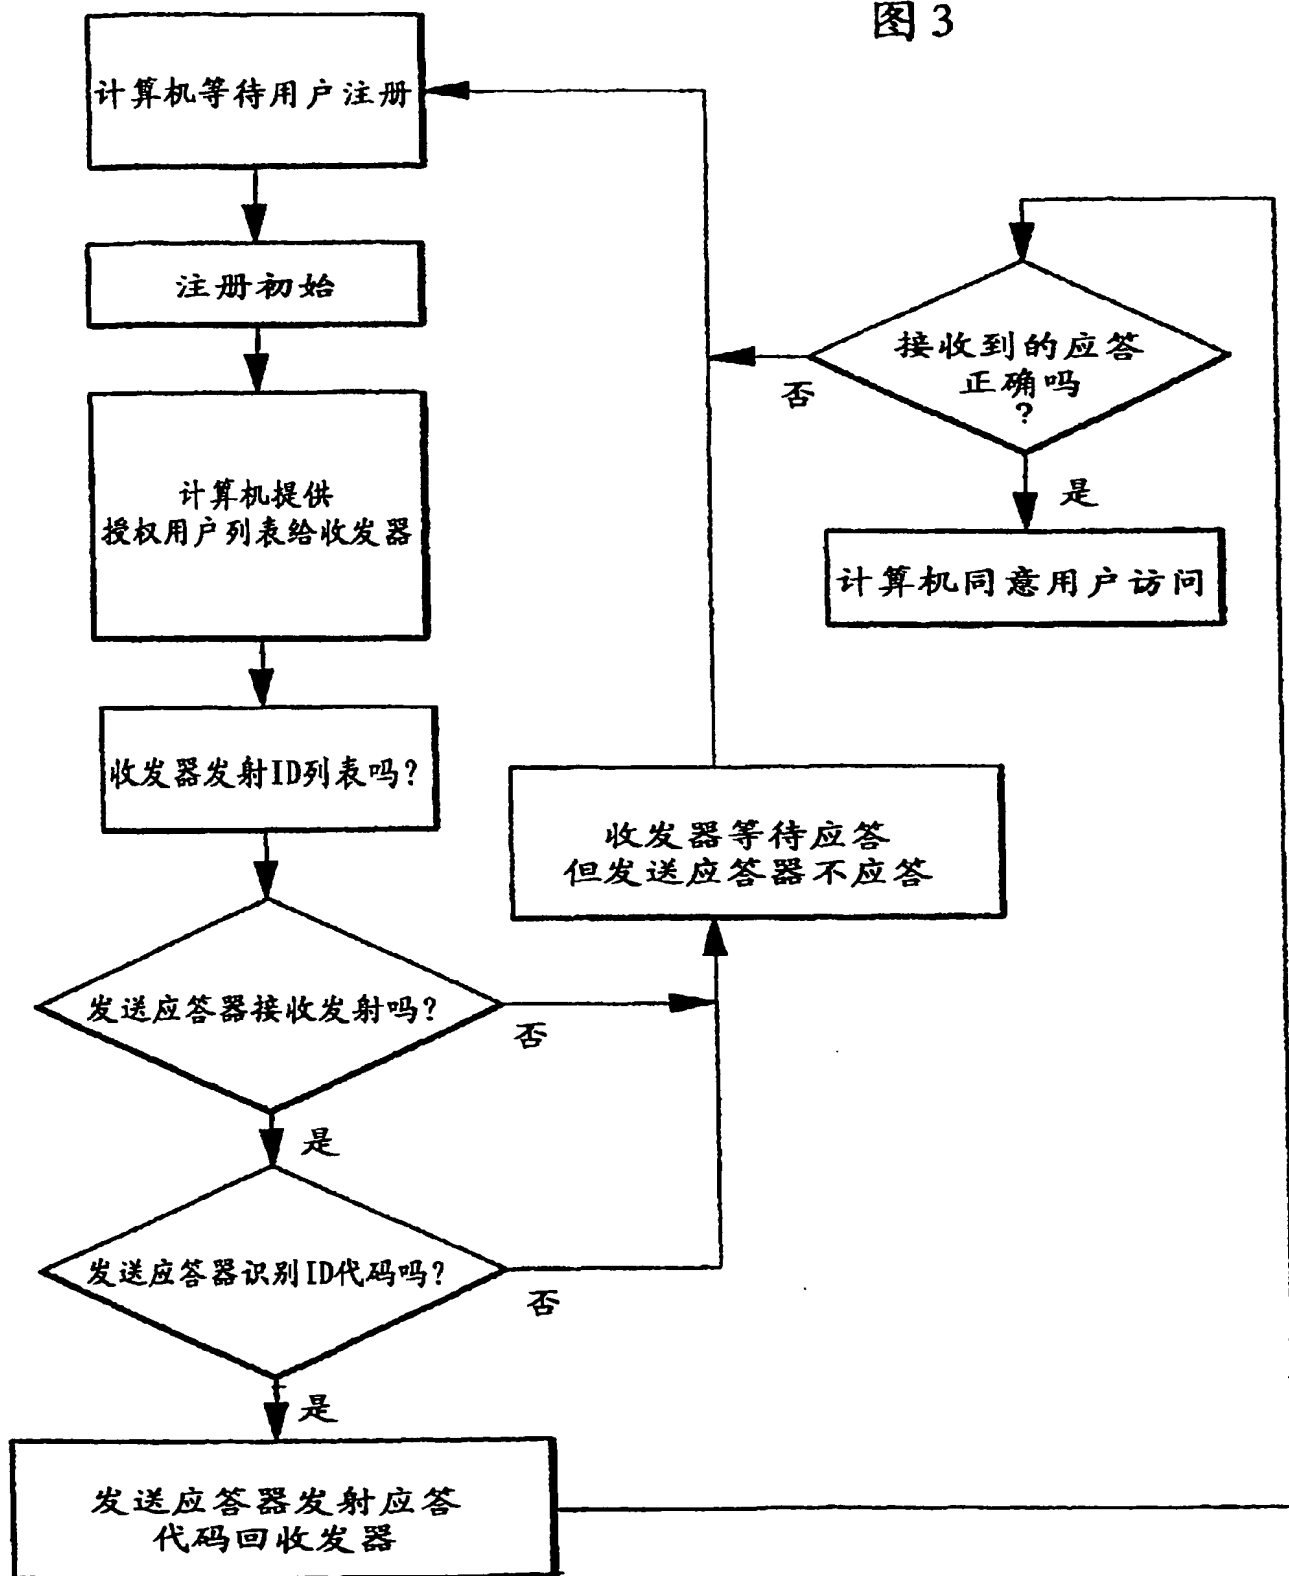 图3
计算机等待用户注册
注册初始
计算机提供
授权用户列表给收发器
收发器发射ID列表吗?
发送应答器接收发射吗?
否
是
发送应答器识别ID代码吗?
否
是
发送应答器发射应答
代码回收发器
收发器等待应答
但发送应答器不应答
接收到的应答
正确吗
?
否
是
计算机同意用户访问